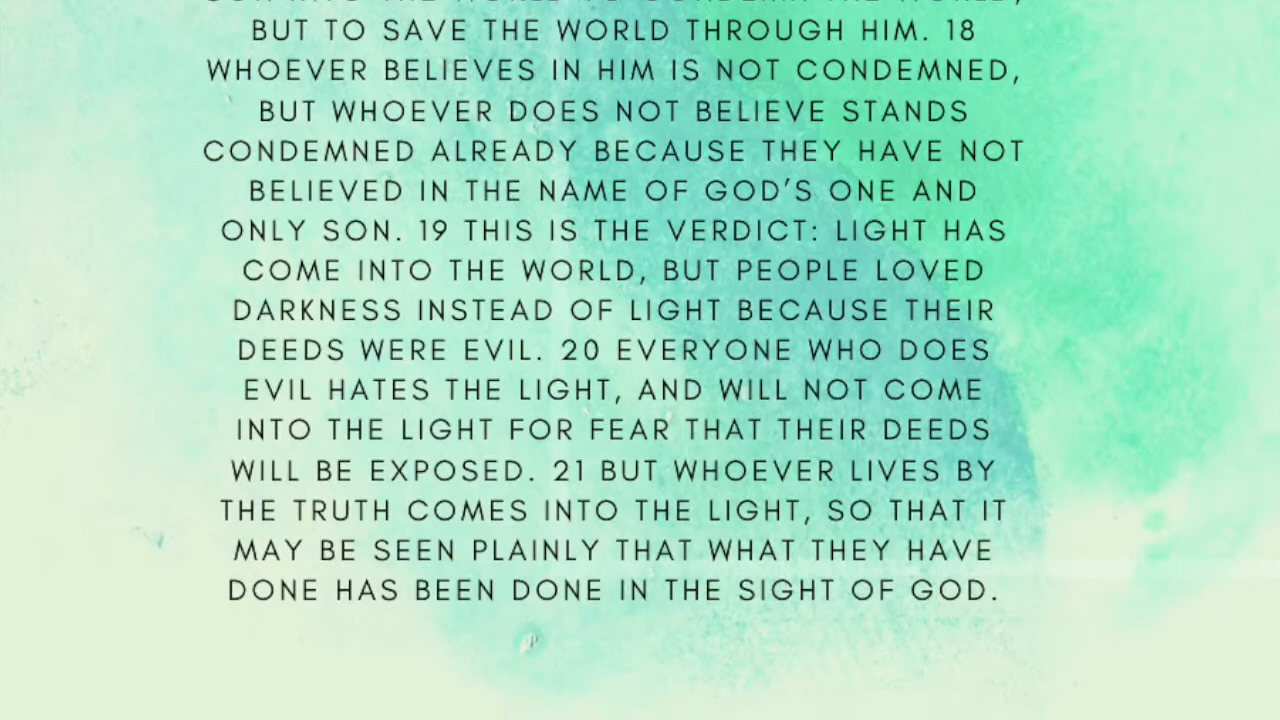 BUT TO SAVE THE WORLD THROUGH HIM. 18
WHOEVER BELIEVES IN HIM IS NOT CONDEMNED,
BUT WHOEVER DOES NOT BELIEVE STANDS
CONDEMNED ALREADY BECAUSE THEY HAVE NOT
BELIEVED IN THE NAME OF GOD'S ONE AND
ONLY SON. 19 THIS IS THE VERDICT: LIGHT HAS
COME INTO THE WORLD, BUT PEOPLE LOVED
DARKNESS INSTEAD OF LIGHT BECAUSE THEIR
DEEDS WERE EVIL. 20 EVERYONE WHO DOES
EVIL HATES THE LIGHT, AND WILL NOT COME
INTO THE LIGHT FOR FEAR THAT THEIR DEEDS
WILL BE EXPOSED. 21 BUT WHOEVER LIVES BY
THE TRUTH COMES INTO THE LIGHT, SO THAT IT
MAY BE SEEN PLAINLY THAT WHAT THEY HAVE
DONE HAS BEEN DONE IN THE SIGHT OF GOD.